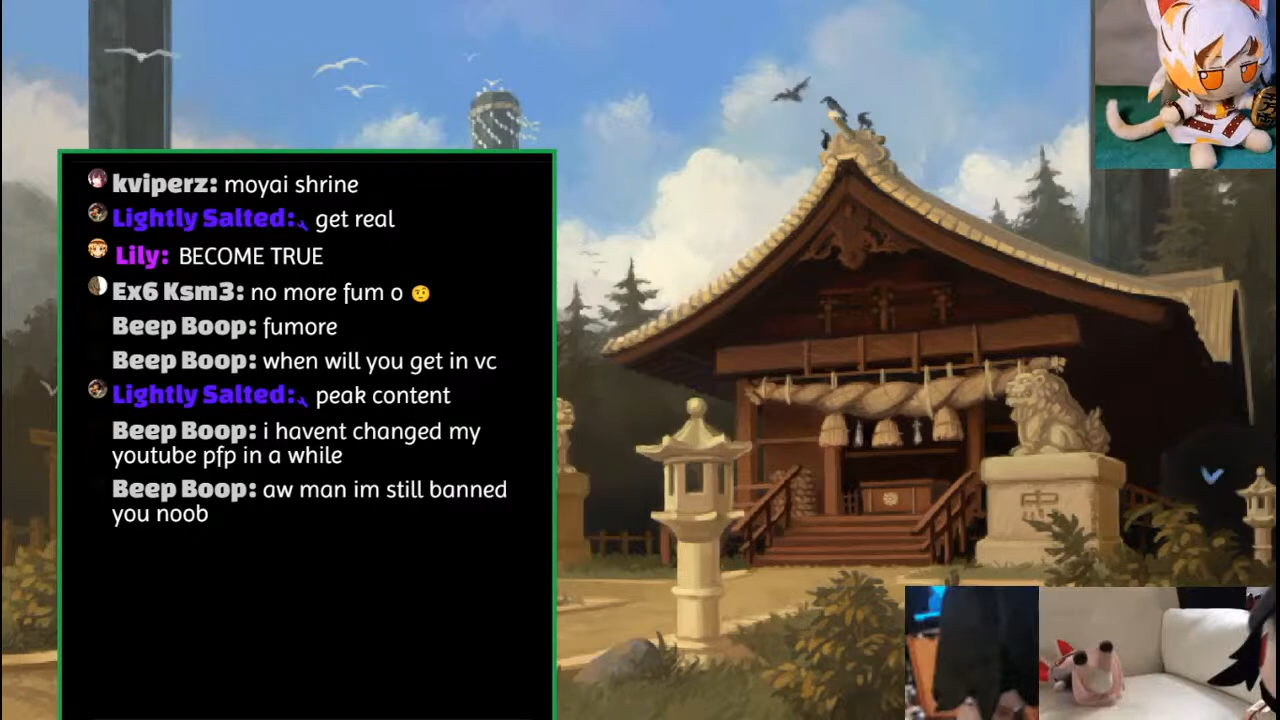 kviperz: moyai shrine
Lightly Salted: get real
Lily: BECOME TRUE
Ex6 Ksm3: no more fum o 🤨
Beep Boop: fumore
Beep Boop: when will you get in vc
Lightly Salted: peak content
Beep Boop: i havent changed my
youtube pfp in a while
Beep Boop: aw man im still banned
you noob
忠